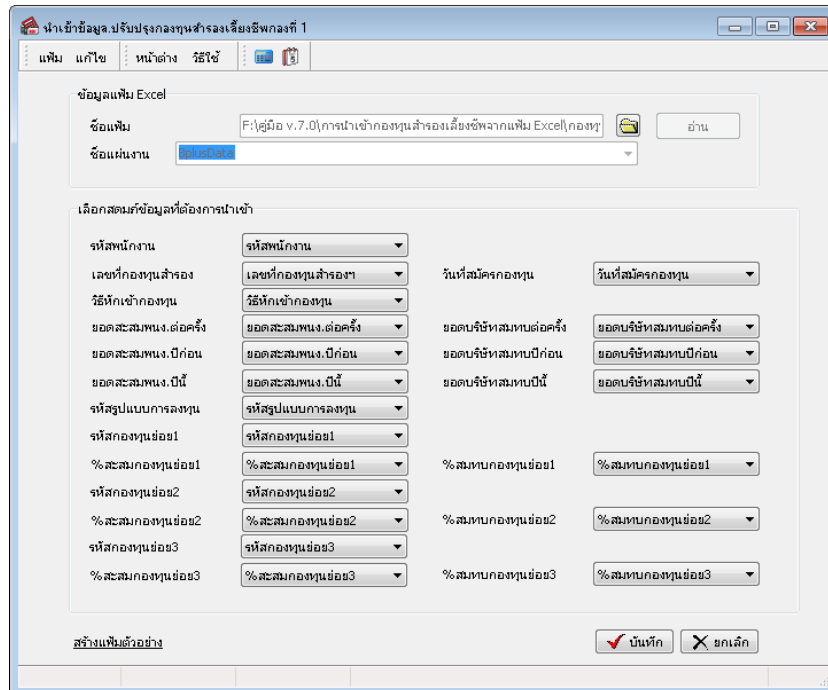 นำเข้าข้อมูล.ปรับปรุงกองทุนสำรองเลี้ยงชีพกองที่ 1
แฟ้ม แก้ไข หน้าต่าง วิธีใช้
ข้อมูลแฟ้ม Excel
ชื่อแฟ้ม F:\คู่มือ v.7.0\การนำเข้ากองทุนสำรองเลี้ยงชีพจากแฟ้ม Excel\กองทุ อ่าน
ชื่อแผ่นงาน BplusData
เลือกสดมภ์ข้อมูลที่ต้องการนำเข้า
รหัสพนักงาน รหัสพนักงาน
เลขที่กองทุนสำรอง เลขที่กองทุนสำรองฯ วันที่สมัครกองทุน วันที่สมัครกองทุน
วิธีหักเข้ากองทุน วิธีหักเข้ากองทุน
ยอดสะสมพนง.ต่อครั้ง ยอดสะสมพนง.ต่อครั้ง ยอดบริษัทสมทบต่อครั้ง ยอดบริษัทสมทบต่อครั้ง
ยอดสะสมพนง.ปีก่อน ยอดสะสมพนง.ปีก่อน ยอดบริษัทสมทบปีก่อน ยอดบริษัทสมทบปีก่อน
ยอดสะสมพนง.ปีนี้ ยอดสะสมพนง.ปีนี้ ยอดบริษัทสมทบปีนี้ ยอดบริษัทสมทบปีนี้
รหัสรูปแบบการลงทุน รหัสรูปแบบการลงทุน
รหัสกองทุนย่อย1 รหัสกองทุนย่อย1
%สะสมกองทุนย่อย1 %สะสมกองทุนย่อย1 %สมทบกองทุนย่อย1 %สมทบกองทุนย่อย1
รหัสกองทุนย่อย2 รหัสกองทุนย่อย2
%สะสมกองทุนย่อย2 %สะสมกองทุนย่อย2 %สมทบกองทุนย่อย2 %สมทบกองทุนย่อย2
รหัสกองทุนย่อย3 รหัสกองทุนย่อย3
%สะสมกองทุนย่อย3 %สะสมกองทุนย่อย3 %สมทบกองทุนย่อย3 %สมทบกองทุนย่อย3
สร้างแฟ้มตัวอย่าง บันทึก ยกเลิก